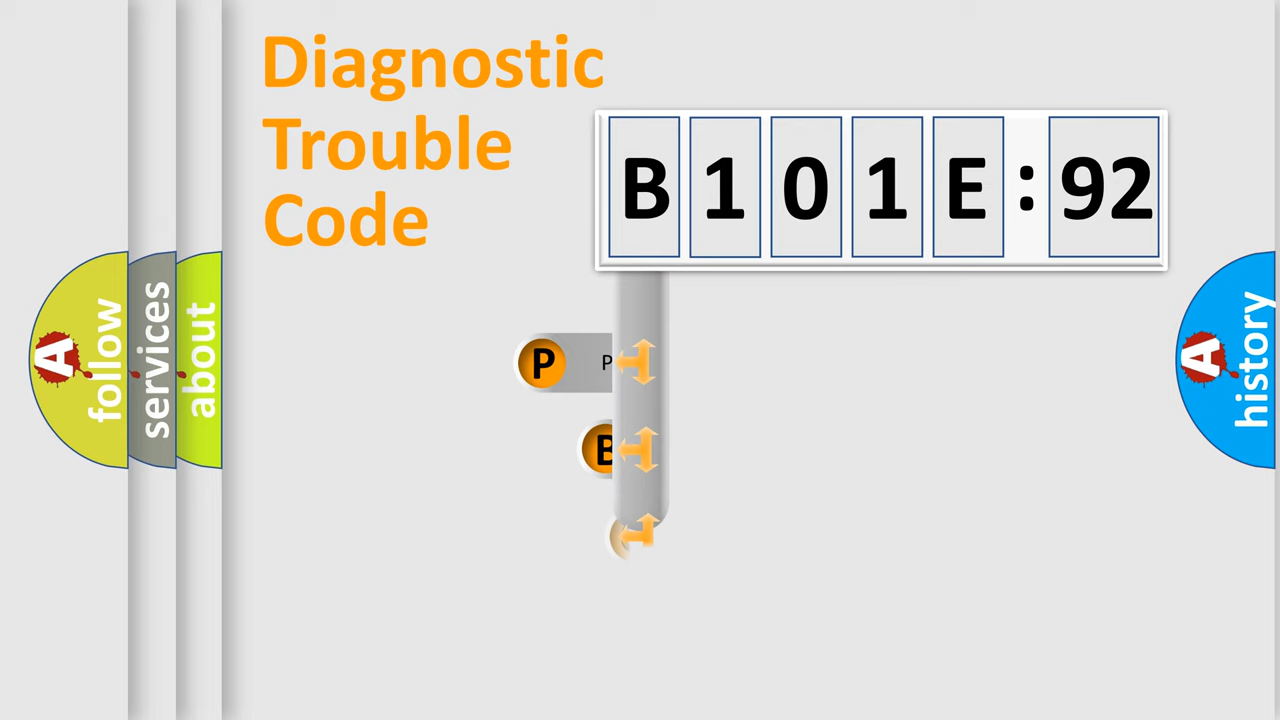 Diagnostic
Trouble
Code
B101E:92
P P
B
A follow
services
about
A history